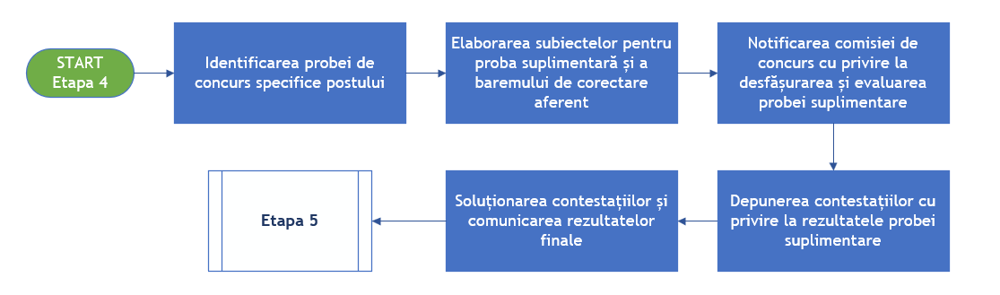 START
Etapa 4
Identificarea probei de
concurs specifice postului
Elaborarea subiectelor pentru
proba suplimentară și a
baremului de corectare
aferent
Notificarea comisiei de
concurs cu privire la
desfășurarea și evaluarea
probei suplimentare
Depunerea contestațiilor cu
privire la rezultatele probei
suplimentare
Soluționarea contestațiilor și
comunicarea rezultatelor
finale
Etapa 5